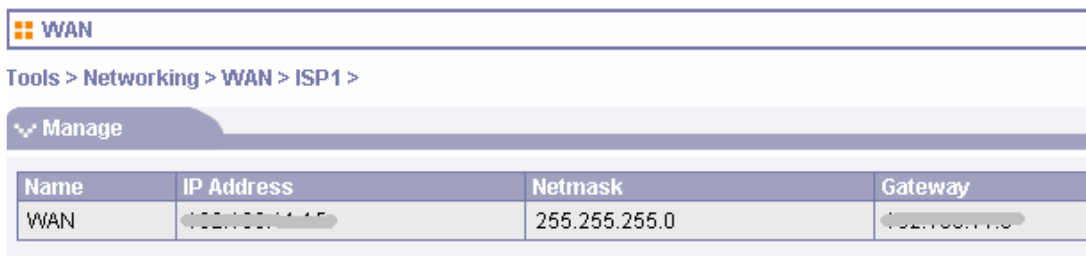 WAN
Tools > Networking > WAN > ISP1 >
Manage
Name IP Address Netmask Gateway
WAN 255.255.255.0